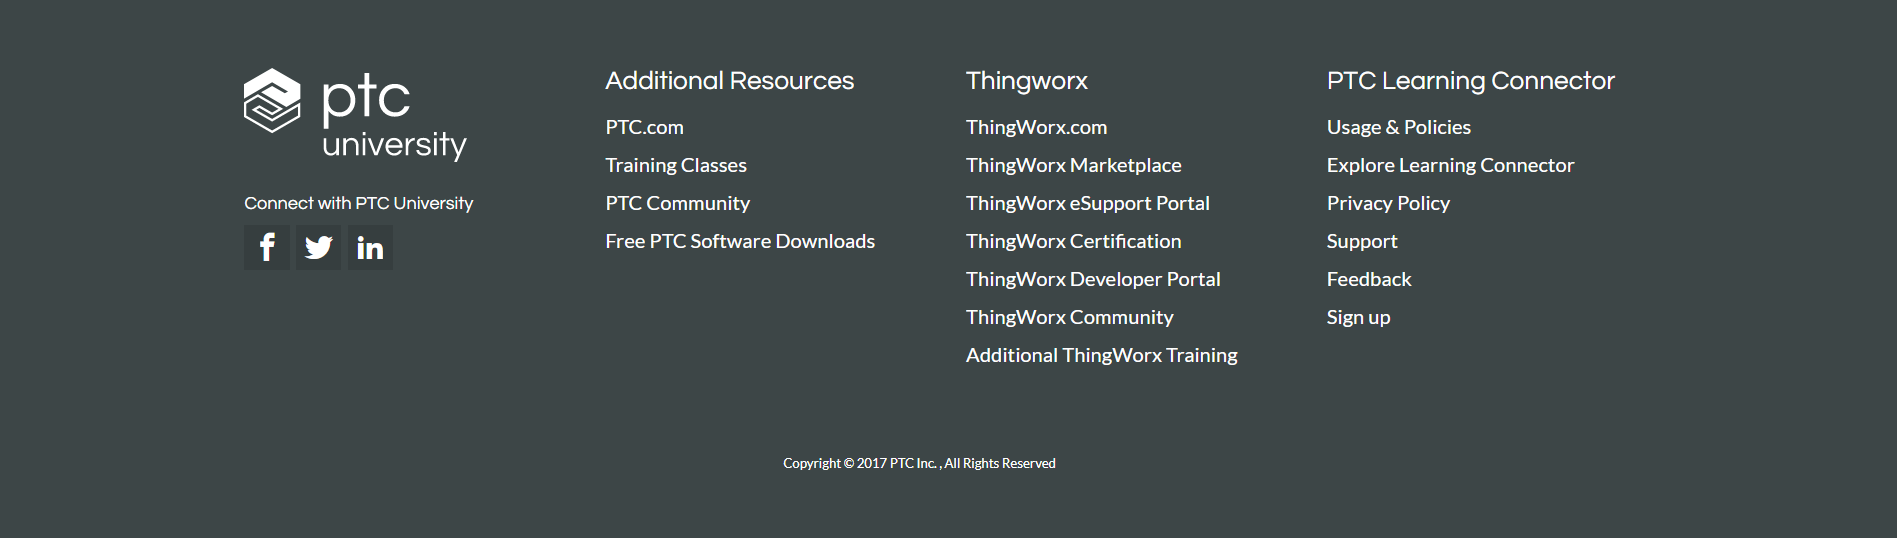 ptc
university
Connect with PTC University
Additional Resources
PTC.com
Training Classes
PTC Community
Free PTC Software Downloads
Thingworx
ThingWorx.com
ThingWorx Marketplace
ThingWorx eSupport Portal
ThingWorx Certification
ThingWorx Developer Portal
ThingWorx Community
Additional ThingWorx Training
PTC Learning Connector
Usage & Policies
Explore Learning Connector
Privacy Policy
Support
Feedback
Sign up
Copyright © 2017 PTC Inc. , All Rights Reserved